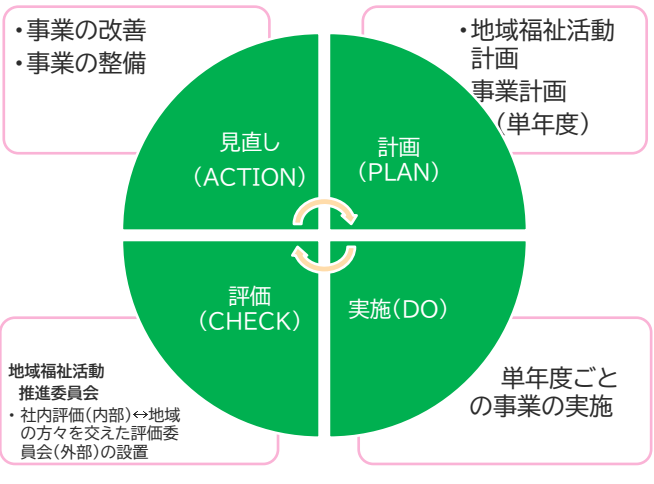 ・事業の改善
・事業の整備
・地域福祉活動
計画
事業計画
（単年度）
見直し
（ACTION）
計画
（PLAN）
評価
（CHECK）
実施（DO）
地域福祉活動
推進委員会
・社内評価（内部）↔地域
の方々を交えた評価委
員会（外部）の設置
単年度ごと
の事業の実施